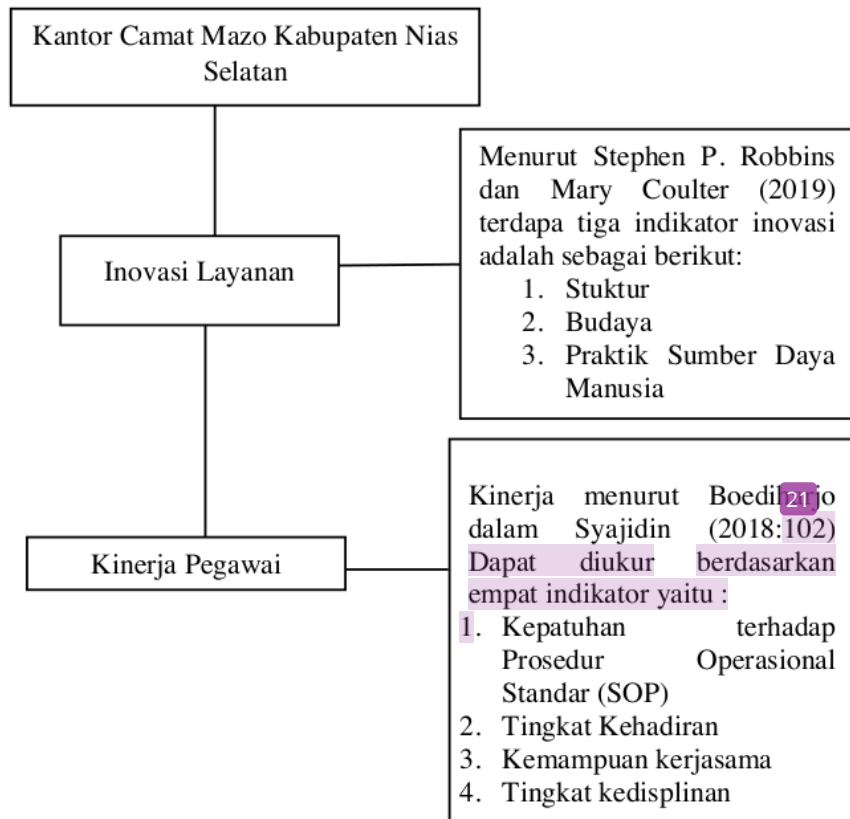 Kantor Camat Mazo Kabupaten Nias
Selatan
Menurut Stephen P. Robbins
dan Mary Coulter (2019)
terdapa tiga indikator inovasi
adalah sebagai berikut:
1. Stuktur
2. Budaya
3. Praktik Sumber Daya
Manusia
Inovasi Layanan
Kinerja menurut
21
dalam Syajidin (2018:102)
Dapat diukur berdasarkan
empat indikator yaitu :
1. Kepatuhan terhadap
Prosedur Operasional
Standar (SOP)
2. Tingkat Kehadiran
3. Kemampuan kerjasama
4. Tingkat kedisplinan
Kinerja Pegawai